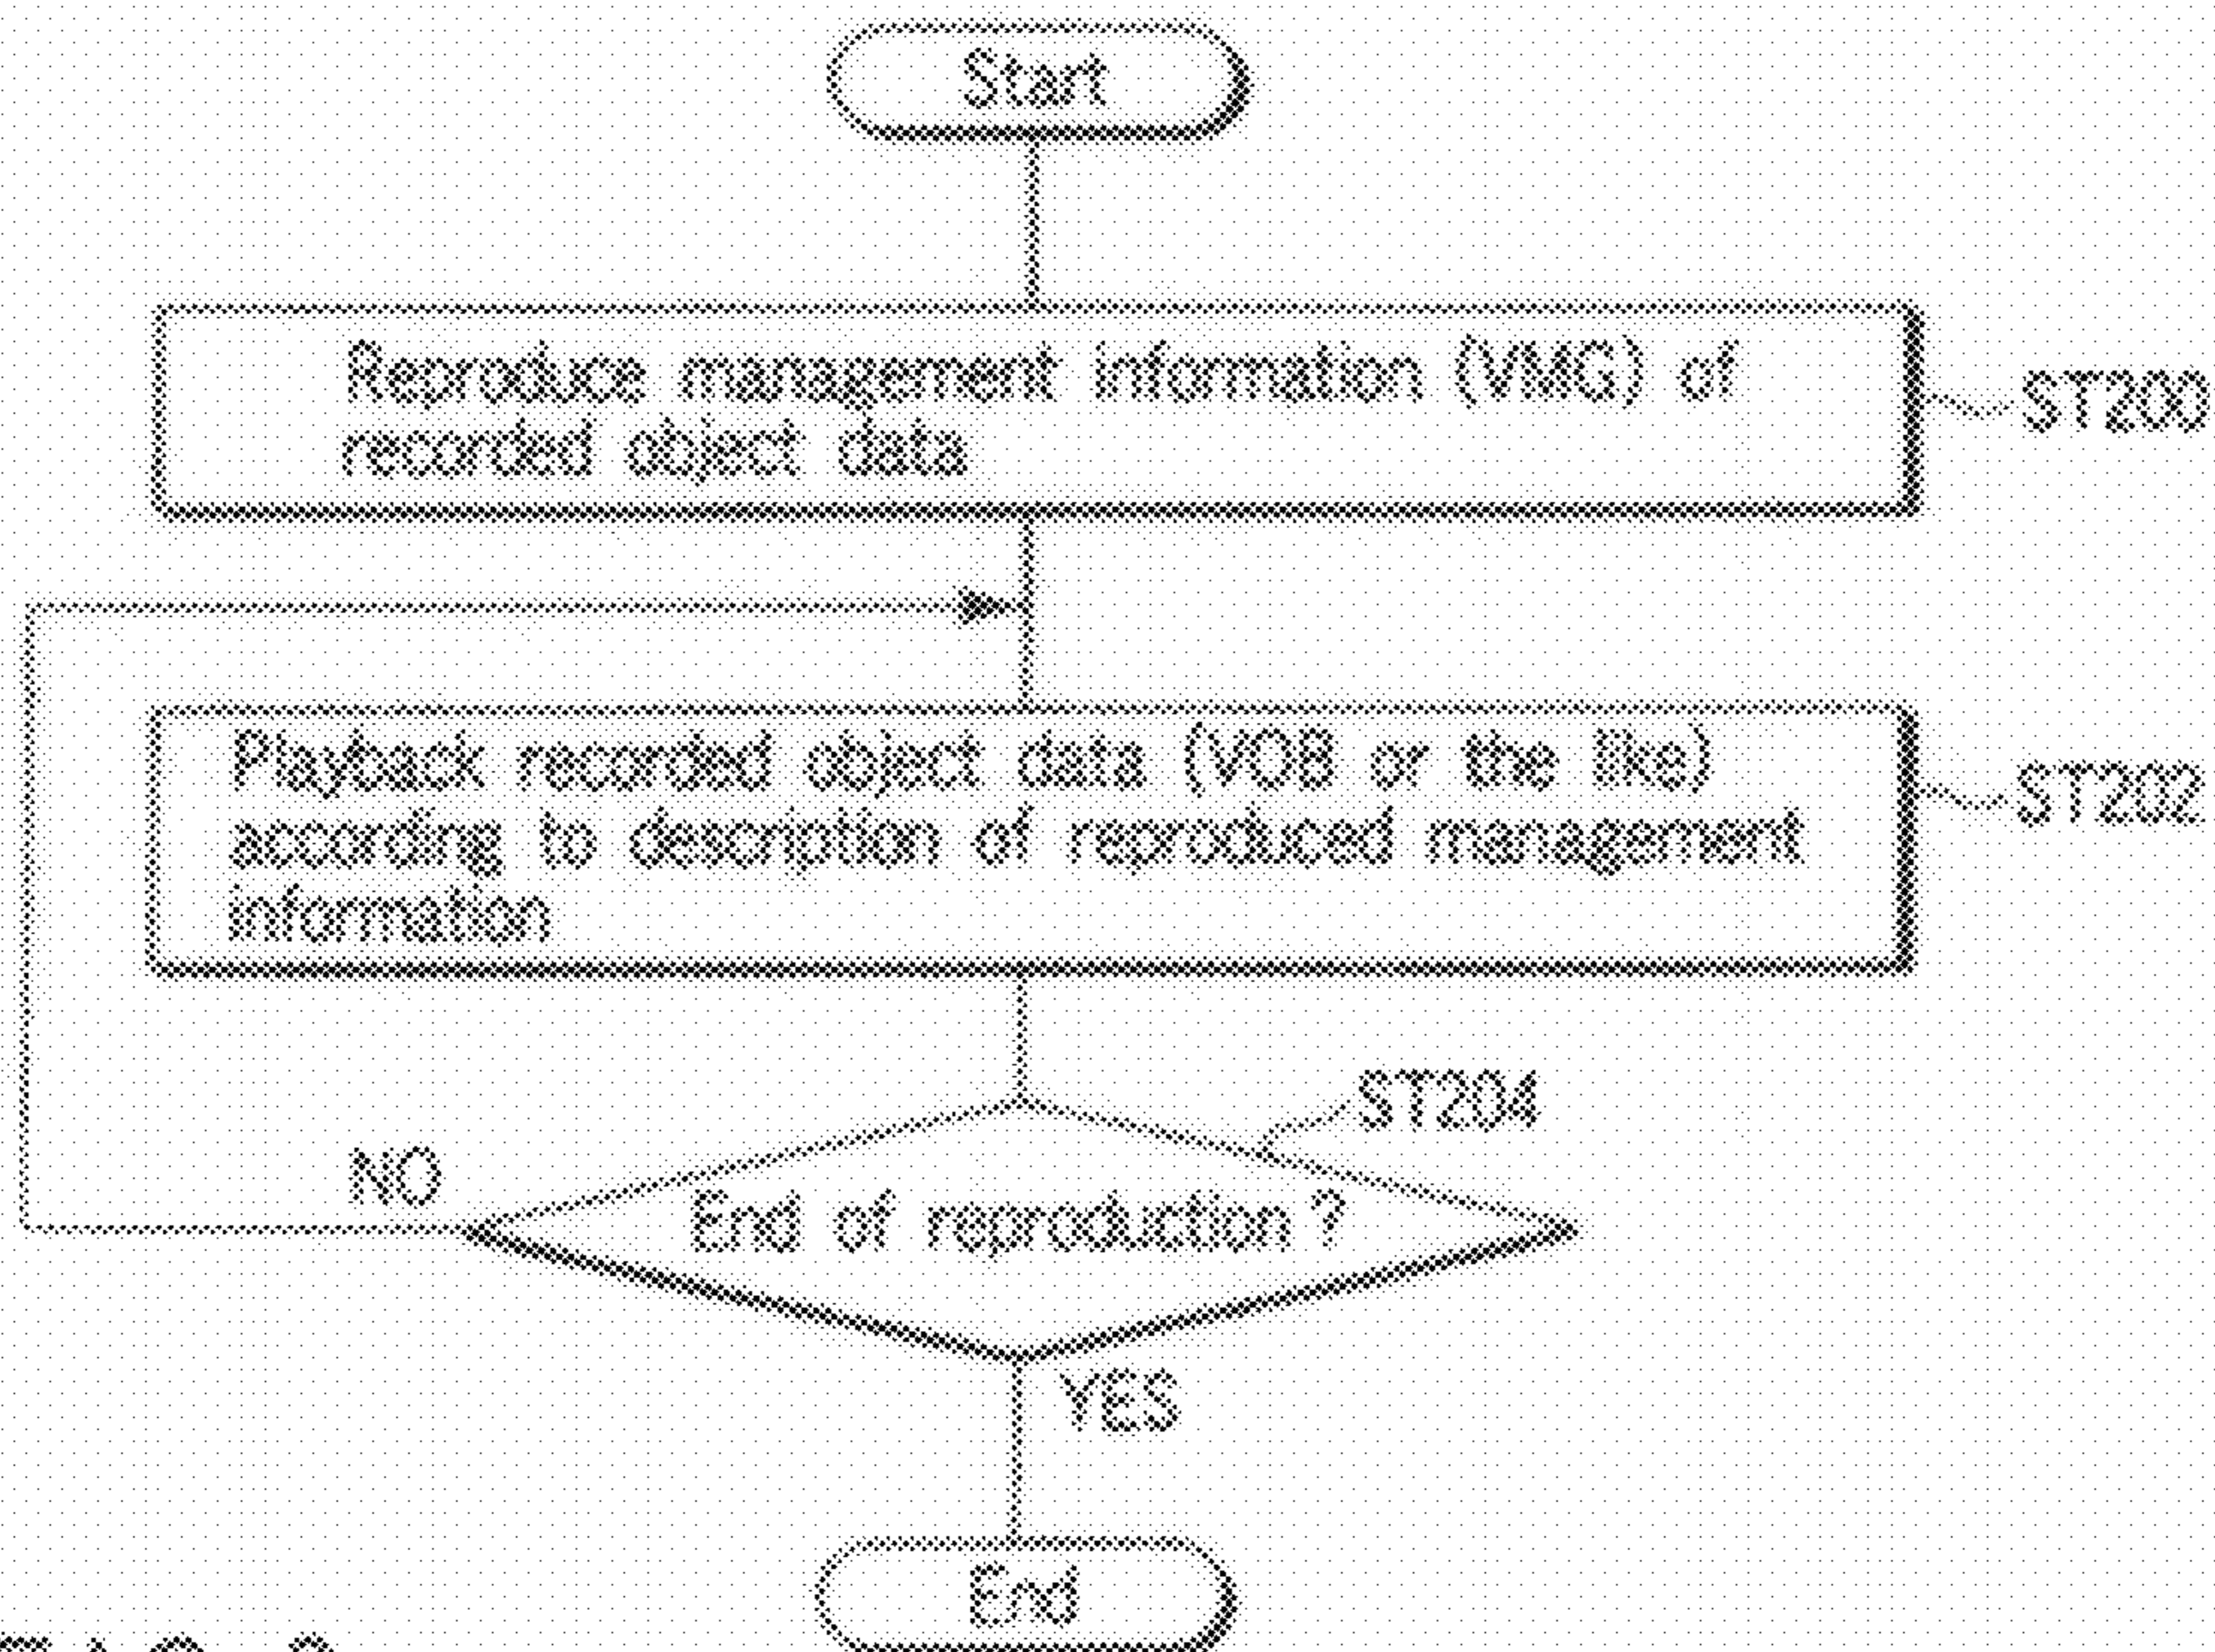 Start
Reproduce management information (VMG) of
recorded object data
ST200
Playback recorded object data (VOB or the like)
according to description of reproduced management
information
ST202
ST204
NO
End of reproduction ?
YES
End